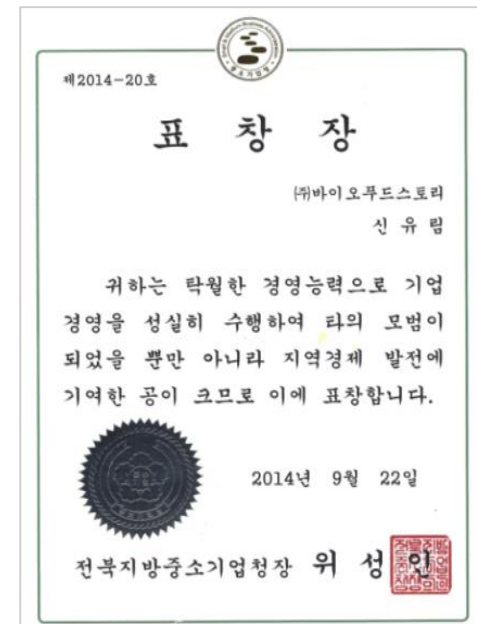 제2014-20호
표 창 장
㈜바이오푸드스토리
신 유 림
귀하는 탁월한 경영능력으로 기업
경영을 성실히 수행하여 타의 모범이
되었을 뿐만 아니라 지역경제 발전에
기여한 공이 크므로 이에 표창합니다.
2014년 9월 22일
전북지방중소기업청장 위 성 인